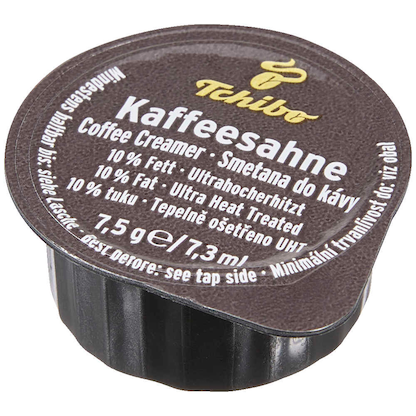 Tchibo
Kaffeesahne
Coffee Creamer · Smetana do kávy
10% Fett · Ultrahocherhitzt
10% Fat · Ultra Heat Treated
10% tuku · Tepelně ošetřeno UHT
7,5 g e/7,3 ml
Mindestens haltbar bis: siehe Lasche · Best before: see tap side · Minimální trvanlivost do: viz obal